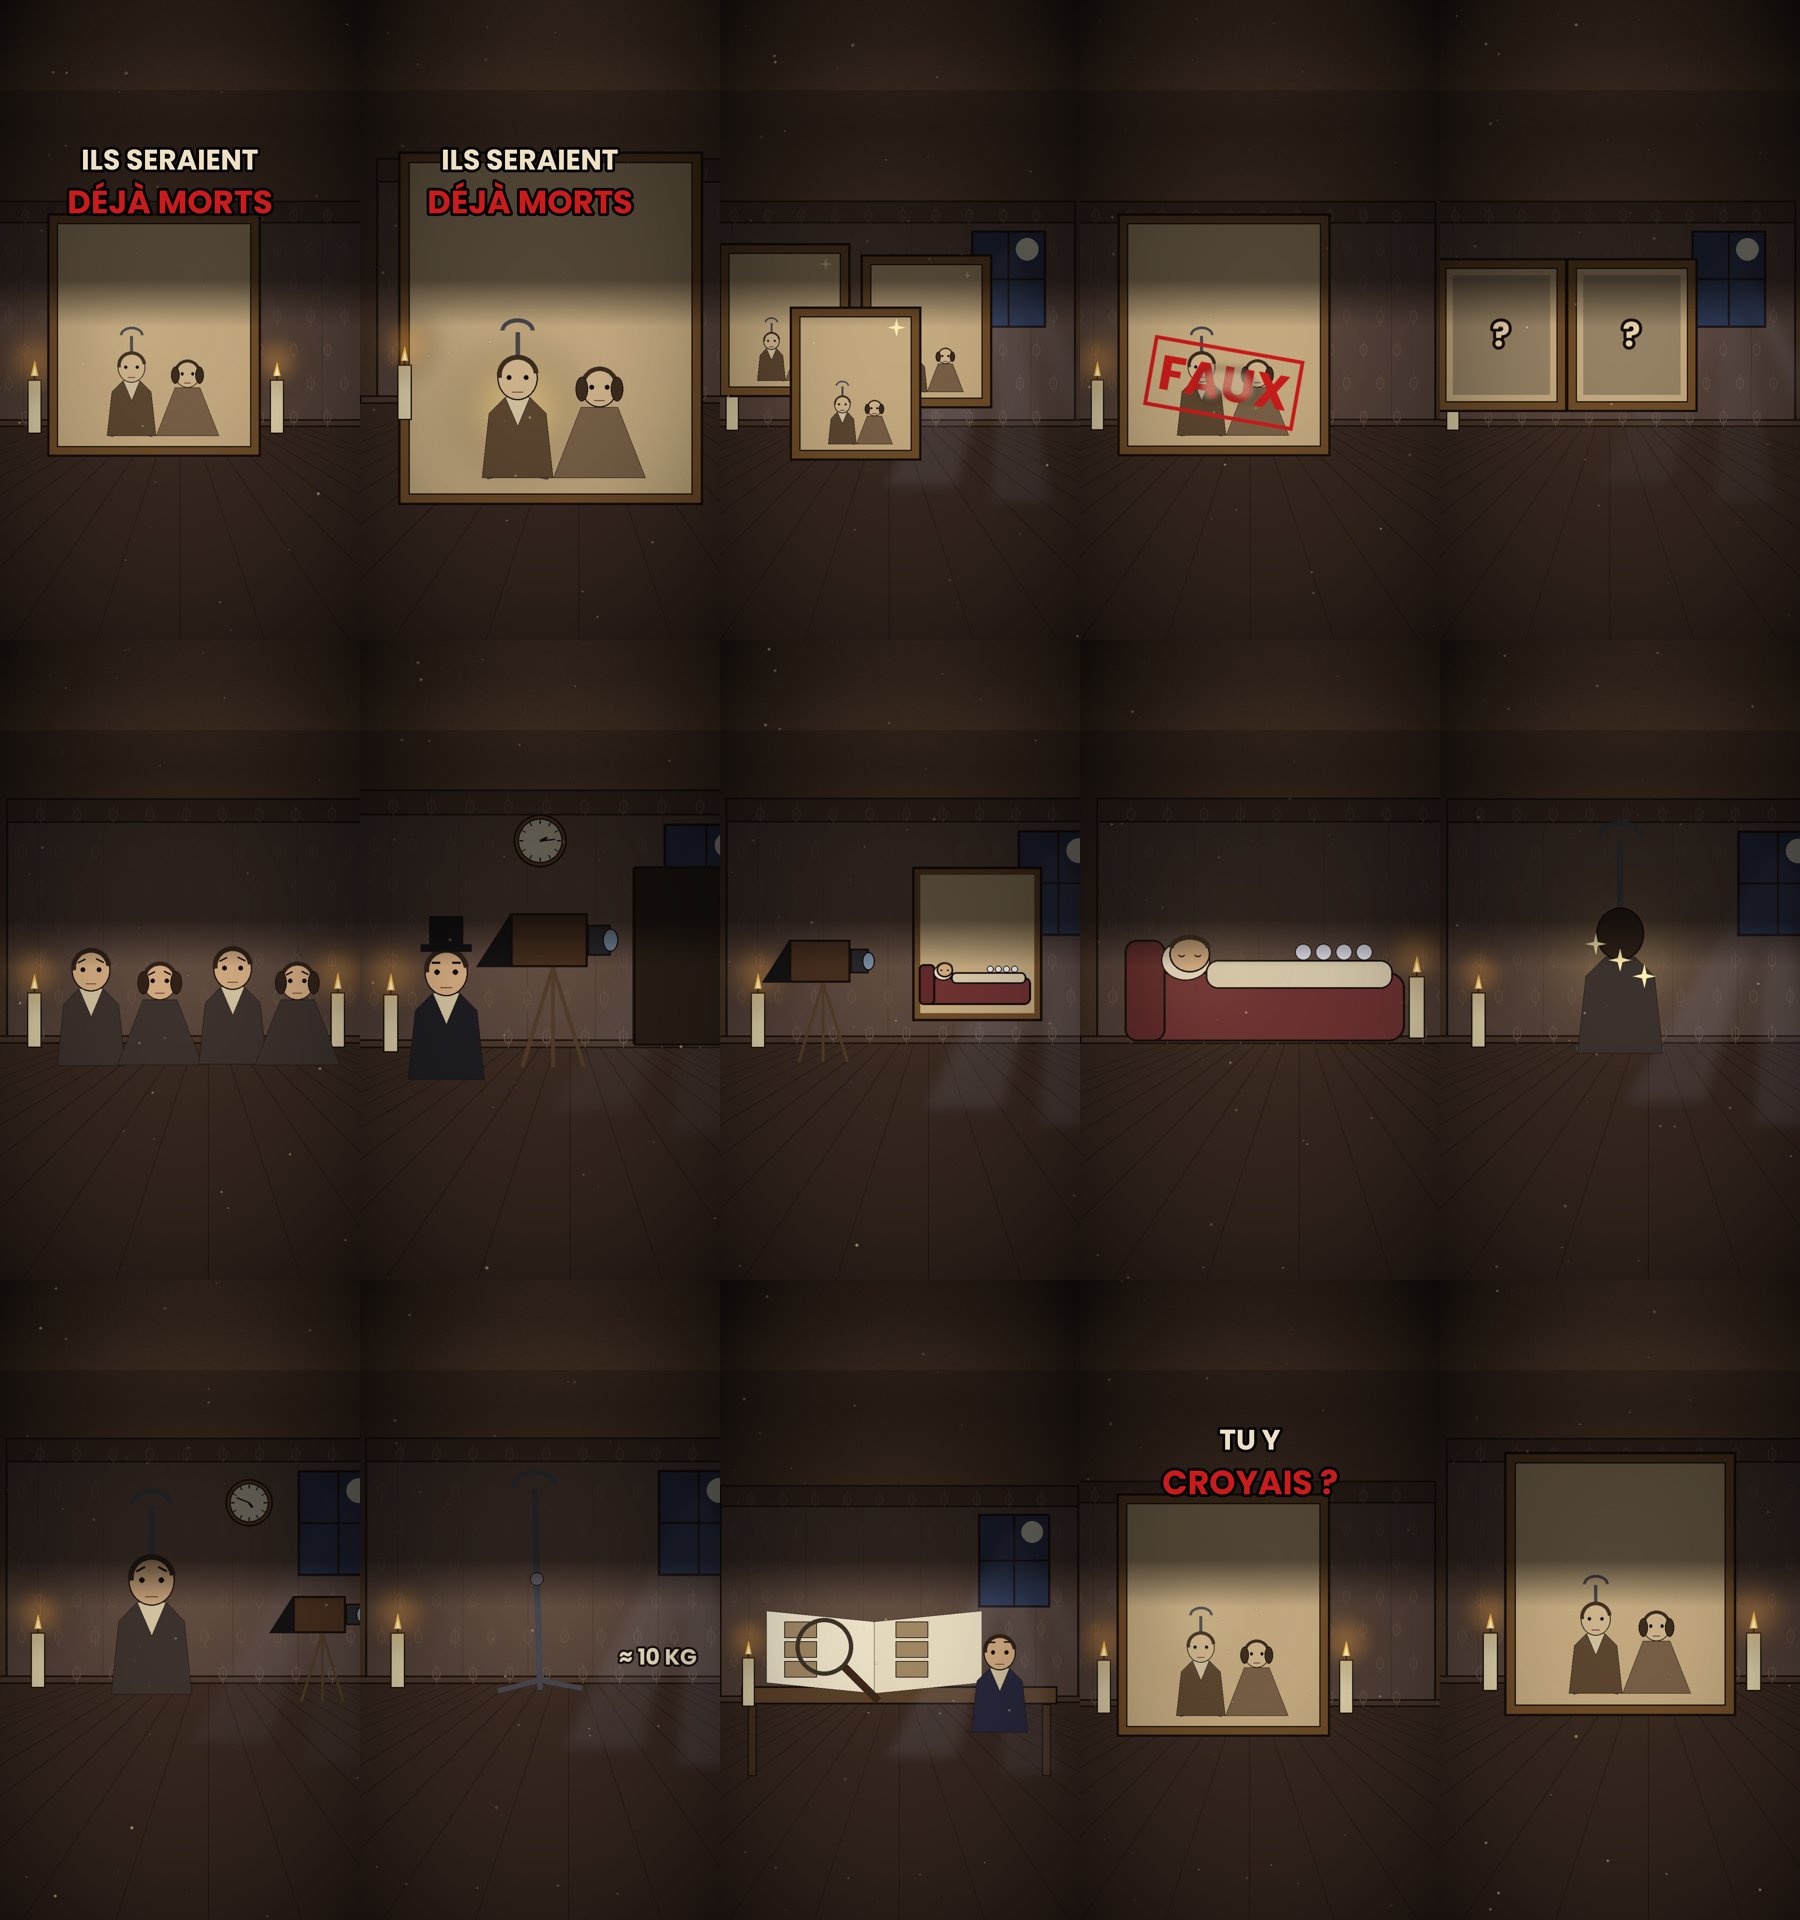 ILS SERAIENT
DÉJÀ MORTS
ILS SERAIENT
DÉJÀ MORTS
FAUX
?
?
≈ 10 KG
TU Y
CROYAIS ?